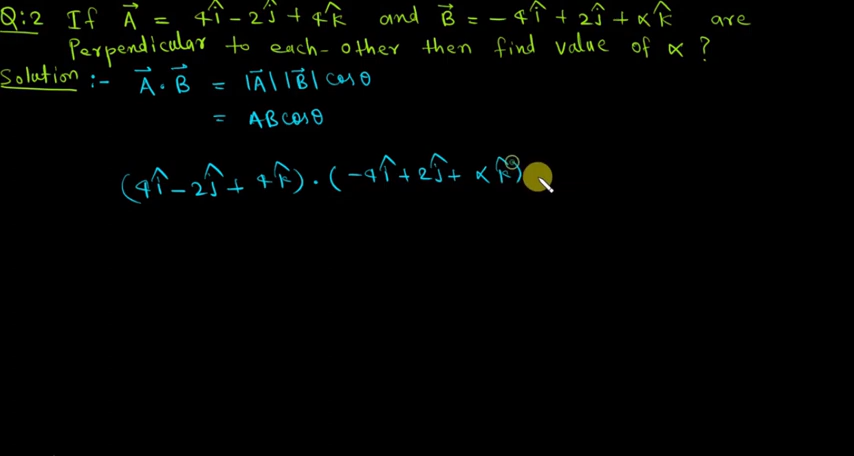 Q:2 If A⃗ = 4î - 2ĵ + 4k̂ and B⃗ = - 4î + 2ĵ + αk̂ are
Perpendicular to each-other then find value of α ?
Solution :- A⃗ . B⃗ = |A⃗| |B⃗| cosθ
= ABcosθ
(4î - 2ĵ + 4k̂) . (-4î + 2ĵ + αk̂)